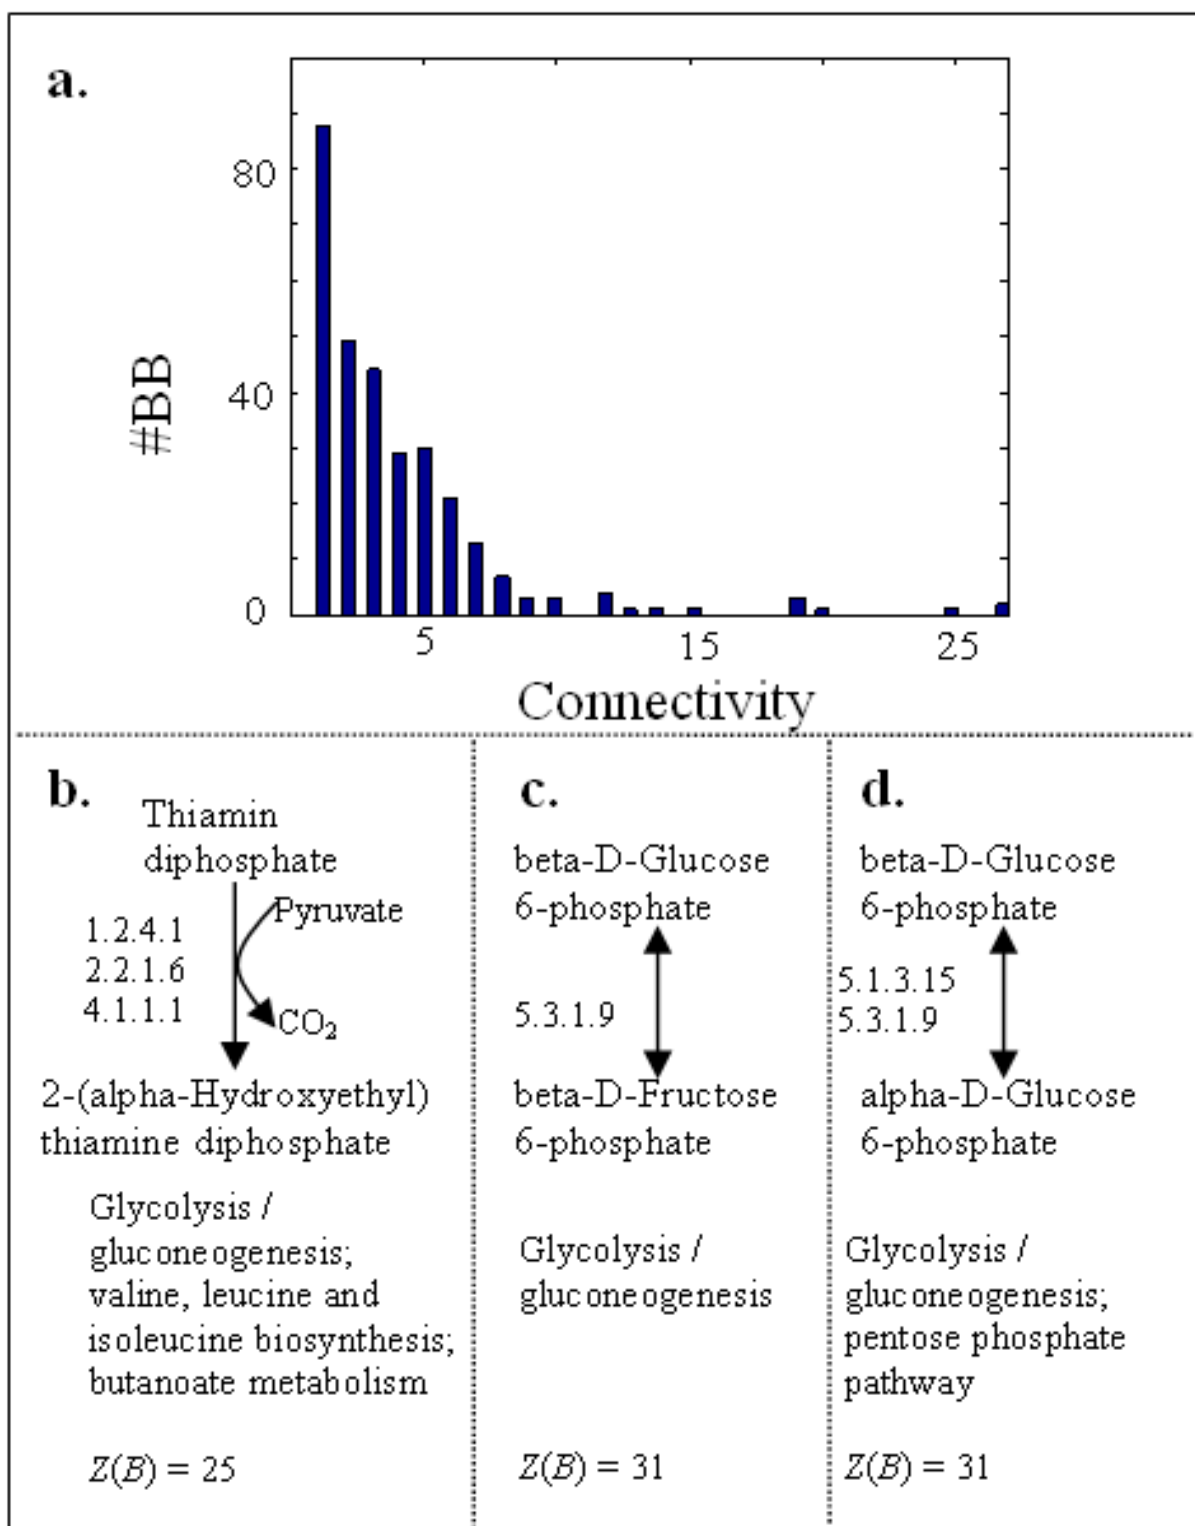 a.
80
40
0
#BB
5
15
25
Connectivity
b.
Thiamin
diphosphate
Pyruvate
1.2.4.1
2.2.1.6
4.1.1.1
CO₂
2-(alpha-Hydroxyethyl)
thiamine diphosphate
Glycolysis /
gluconeogenesis;
valine, leucine and
isoleucine biosynthesis;
butanoate metabolism
Z(B) = 25
c.
beta-D-Glucose
6-phosphate
5.3.1.9
beta-D-Fructose
6-phosphate
Glycolysis /
gluconeogenesis
Z(B) = 31
d.
beta-D-Glucose
6-phosphate
5.1.3.15
5.3.1.9
alpha-D-Glucose
6-phosphate
Glycolysis /
gluconeogenesis;
pentose phosphate
pathway
Z(B) = 31